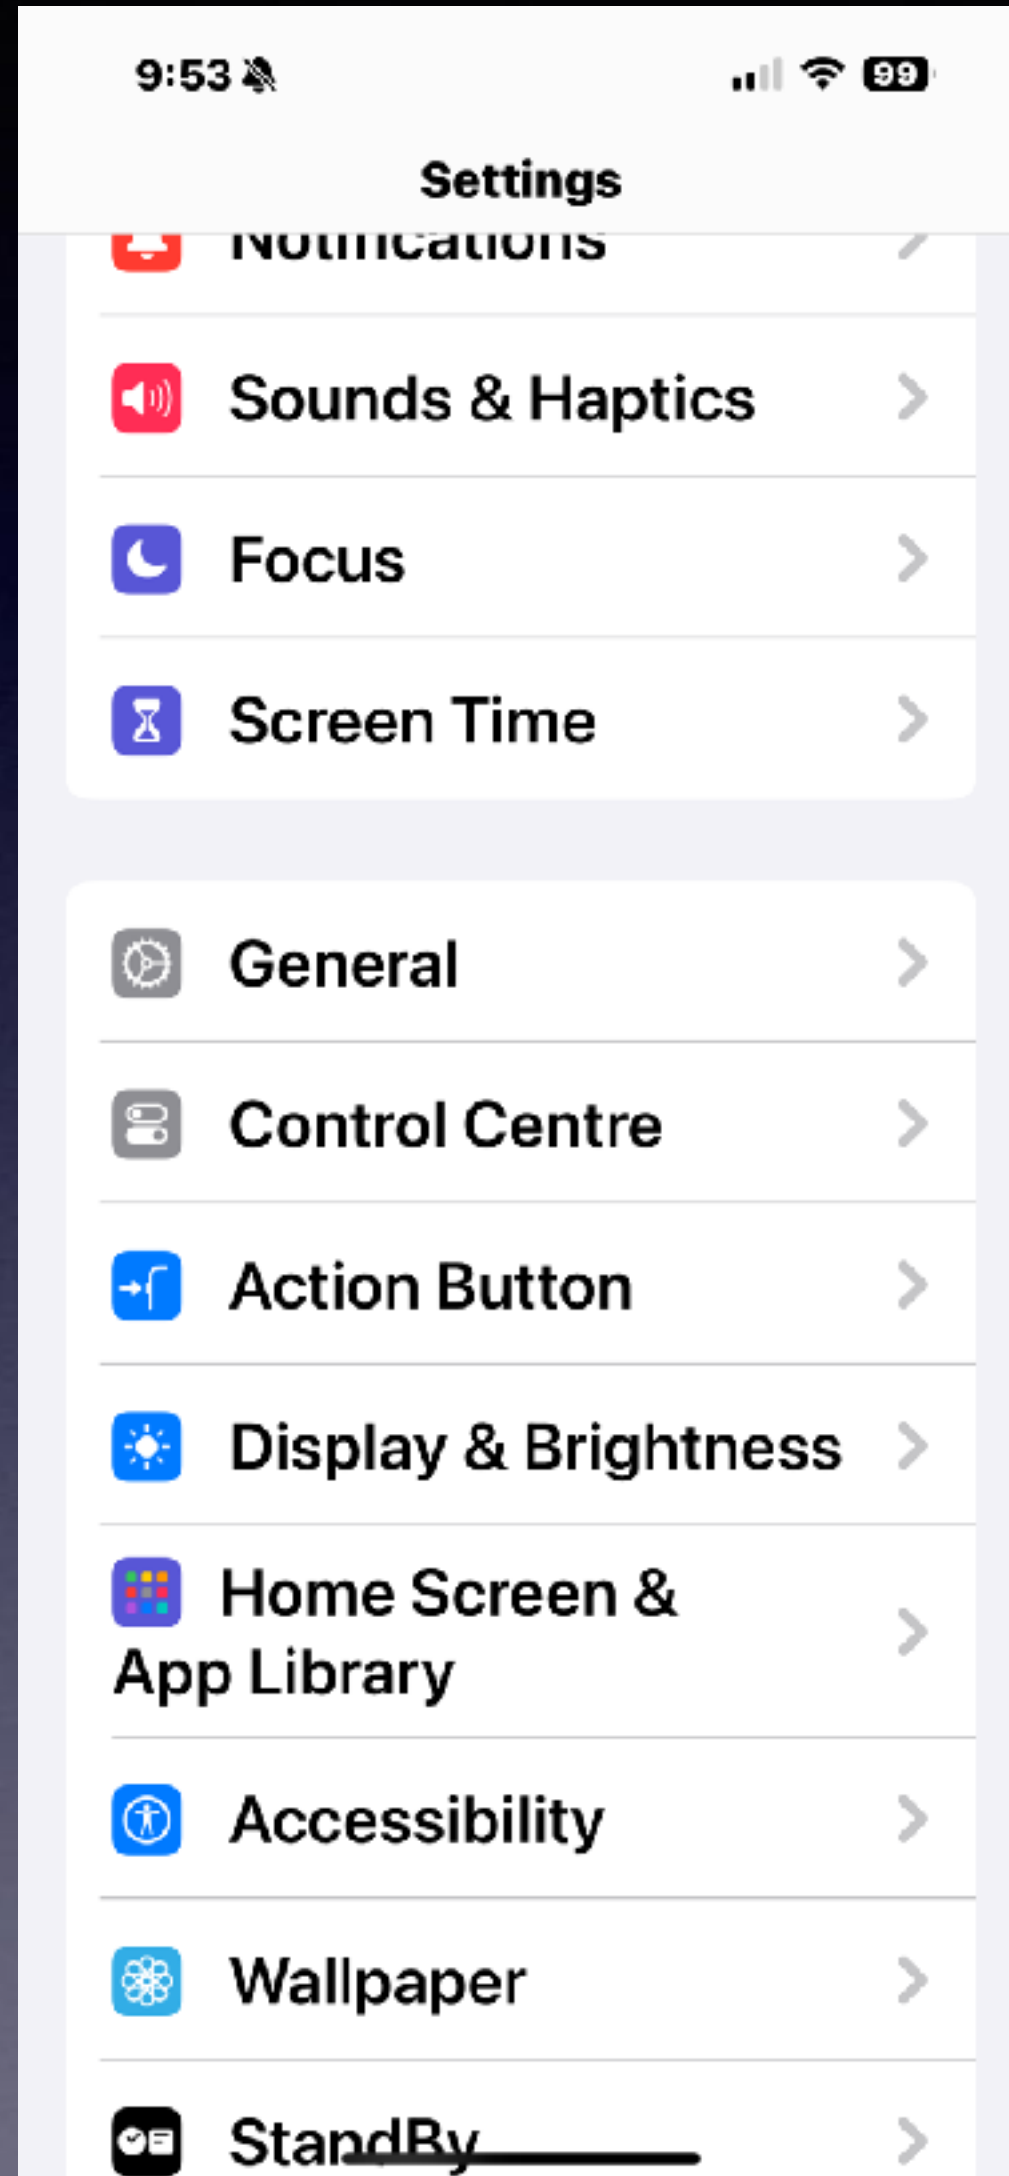 9:53
99
Settings
Notifications
Sounds & Haptics
Focus
Screen Time
General
Control Centre
Action Button
Display & Brightness
Home Screen &
App Library
Accessibility
Wallpaper
StandBy